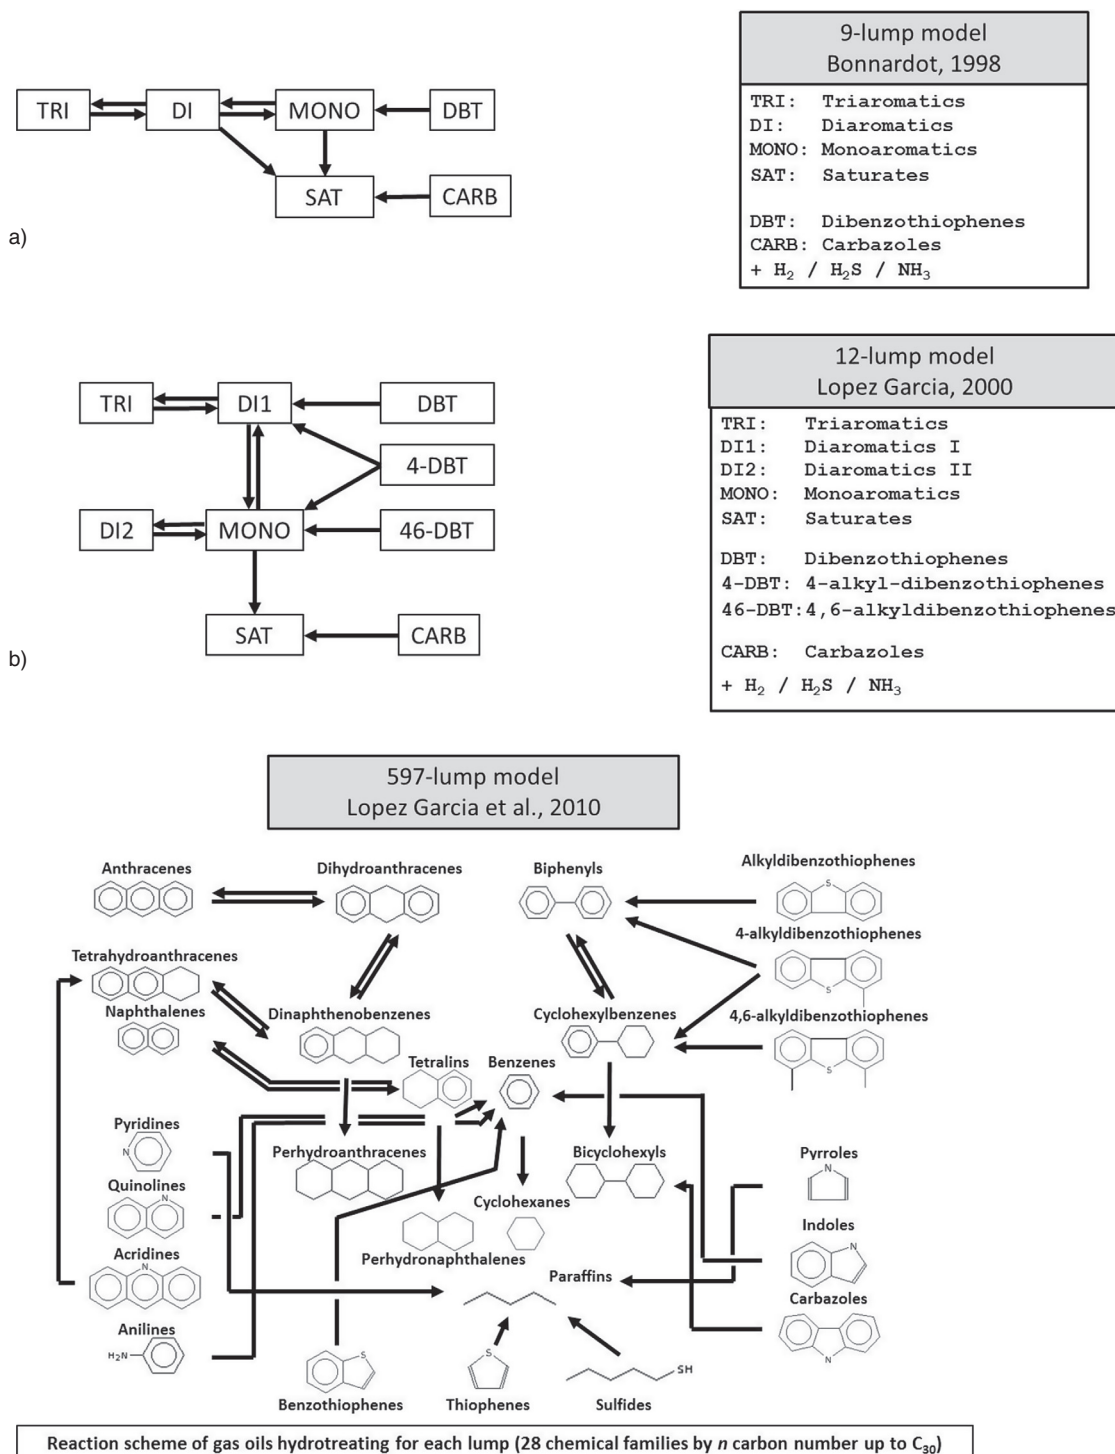 9-lump model
Bonnardot, 1998
TRI
DI
MONO
DBT
SAT
CARB
TRI: Triaromatics
DI: Diaromatics
MONO: Monoaromatics
SAT: Saturates
DBT: Dibenzothiophenes
CARB: Carbazoles
+ H₂ / H₂S / NH₃
a)
12-lump model
Lopez Garcia, 2000
TRI
DI1
DBT
4-DBT
DI2
MONO
46-DBT
SAT
CARB
TRI: Triaromatics
DI1: Diaromatics I
DI2: Diaromatics II
MONO: Monoaromatics
SAT: Saturates
DBT: Dibenzothiophenes
4-DBT: 4-alkyl-dibenzothiophenes
46-DBT:4,6-alkyldibenzothiophenes
CARB: Carbazoles
+ H₂ / H₂S / NH₃
b)
597-lump model
Lopez Garcia et al., 2010
Anthracenes
Dihydroanthracenes
Biphenyls
Alkyldibenzothiophenes
S
4-alkyldibenzothiophenes
S
Tetrahydroanthracenes
Naphthalenes
Dinaphthenobenzenes
Cyclohexylbenzenes
4,6-alkyldibenzothiophenes
S
Tetralins
Benzenes
Pyridines
N
Perhydroanthracenes
Bicyclohexyls
Pyrroles
N
Quinolines
N
Cyclohexanes
Perhydronaphthalenes
Indoles
N
Acridines
N
Paraffins
Carbazoles
N
Anilines
H₂N
S
Benzothiophenes
S
Thiophenes
SH
Sulfides
Reaction scheme of gas oils hydrotreating for each lump (28 chemical families by n carbon number up to C₃₀)